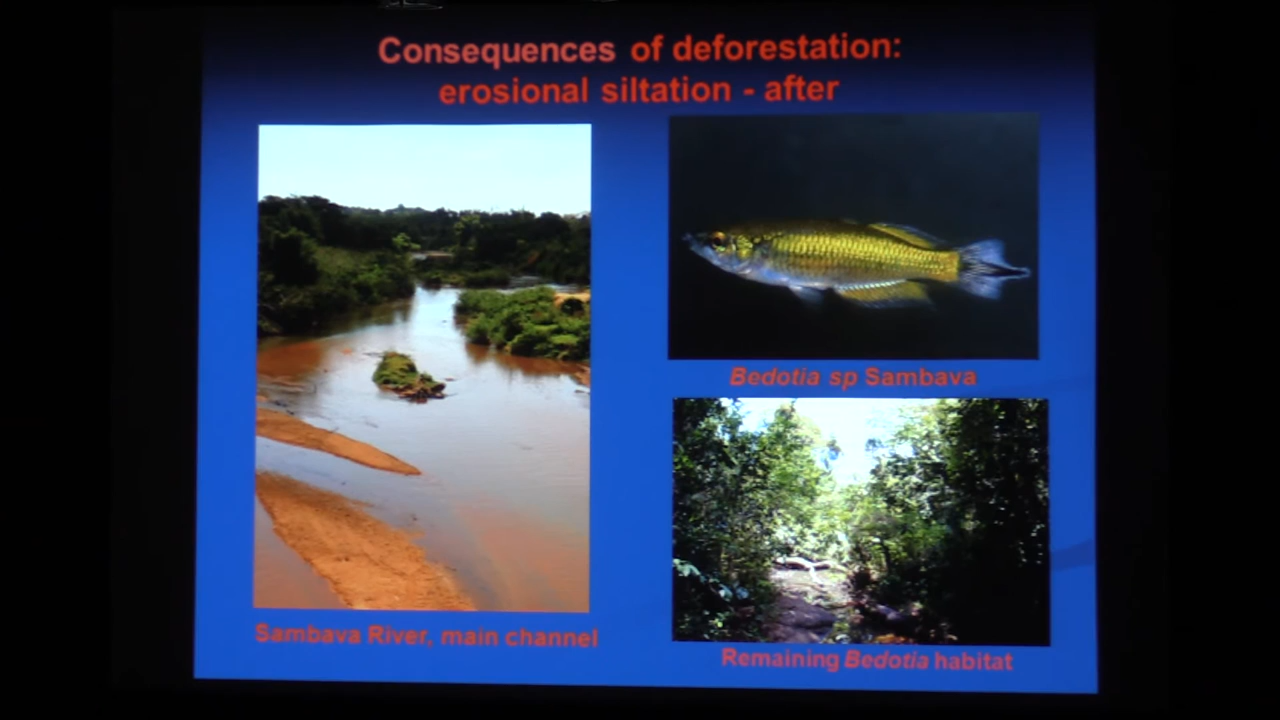 Consequences of deforestation:
erosional siltation - after
Bedotia sp Sambava
Sambava River, main channel
Remaining Bedotia habitat